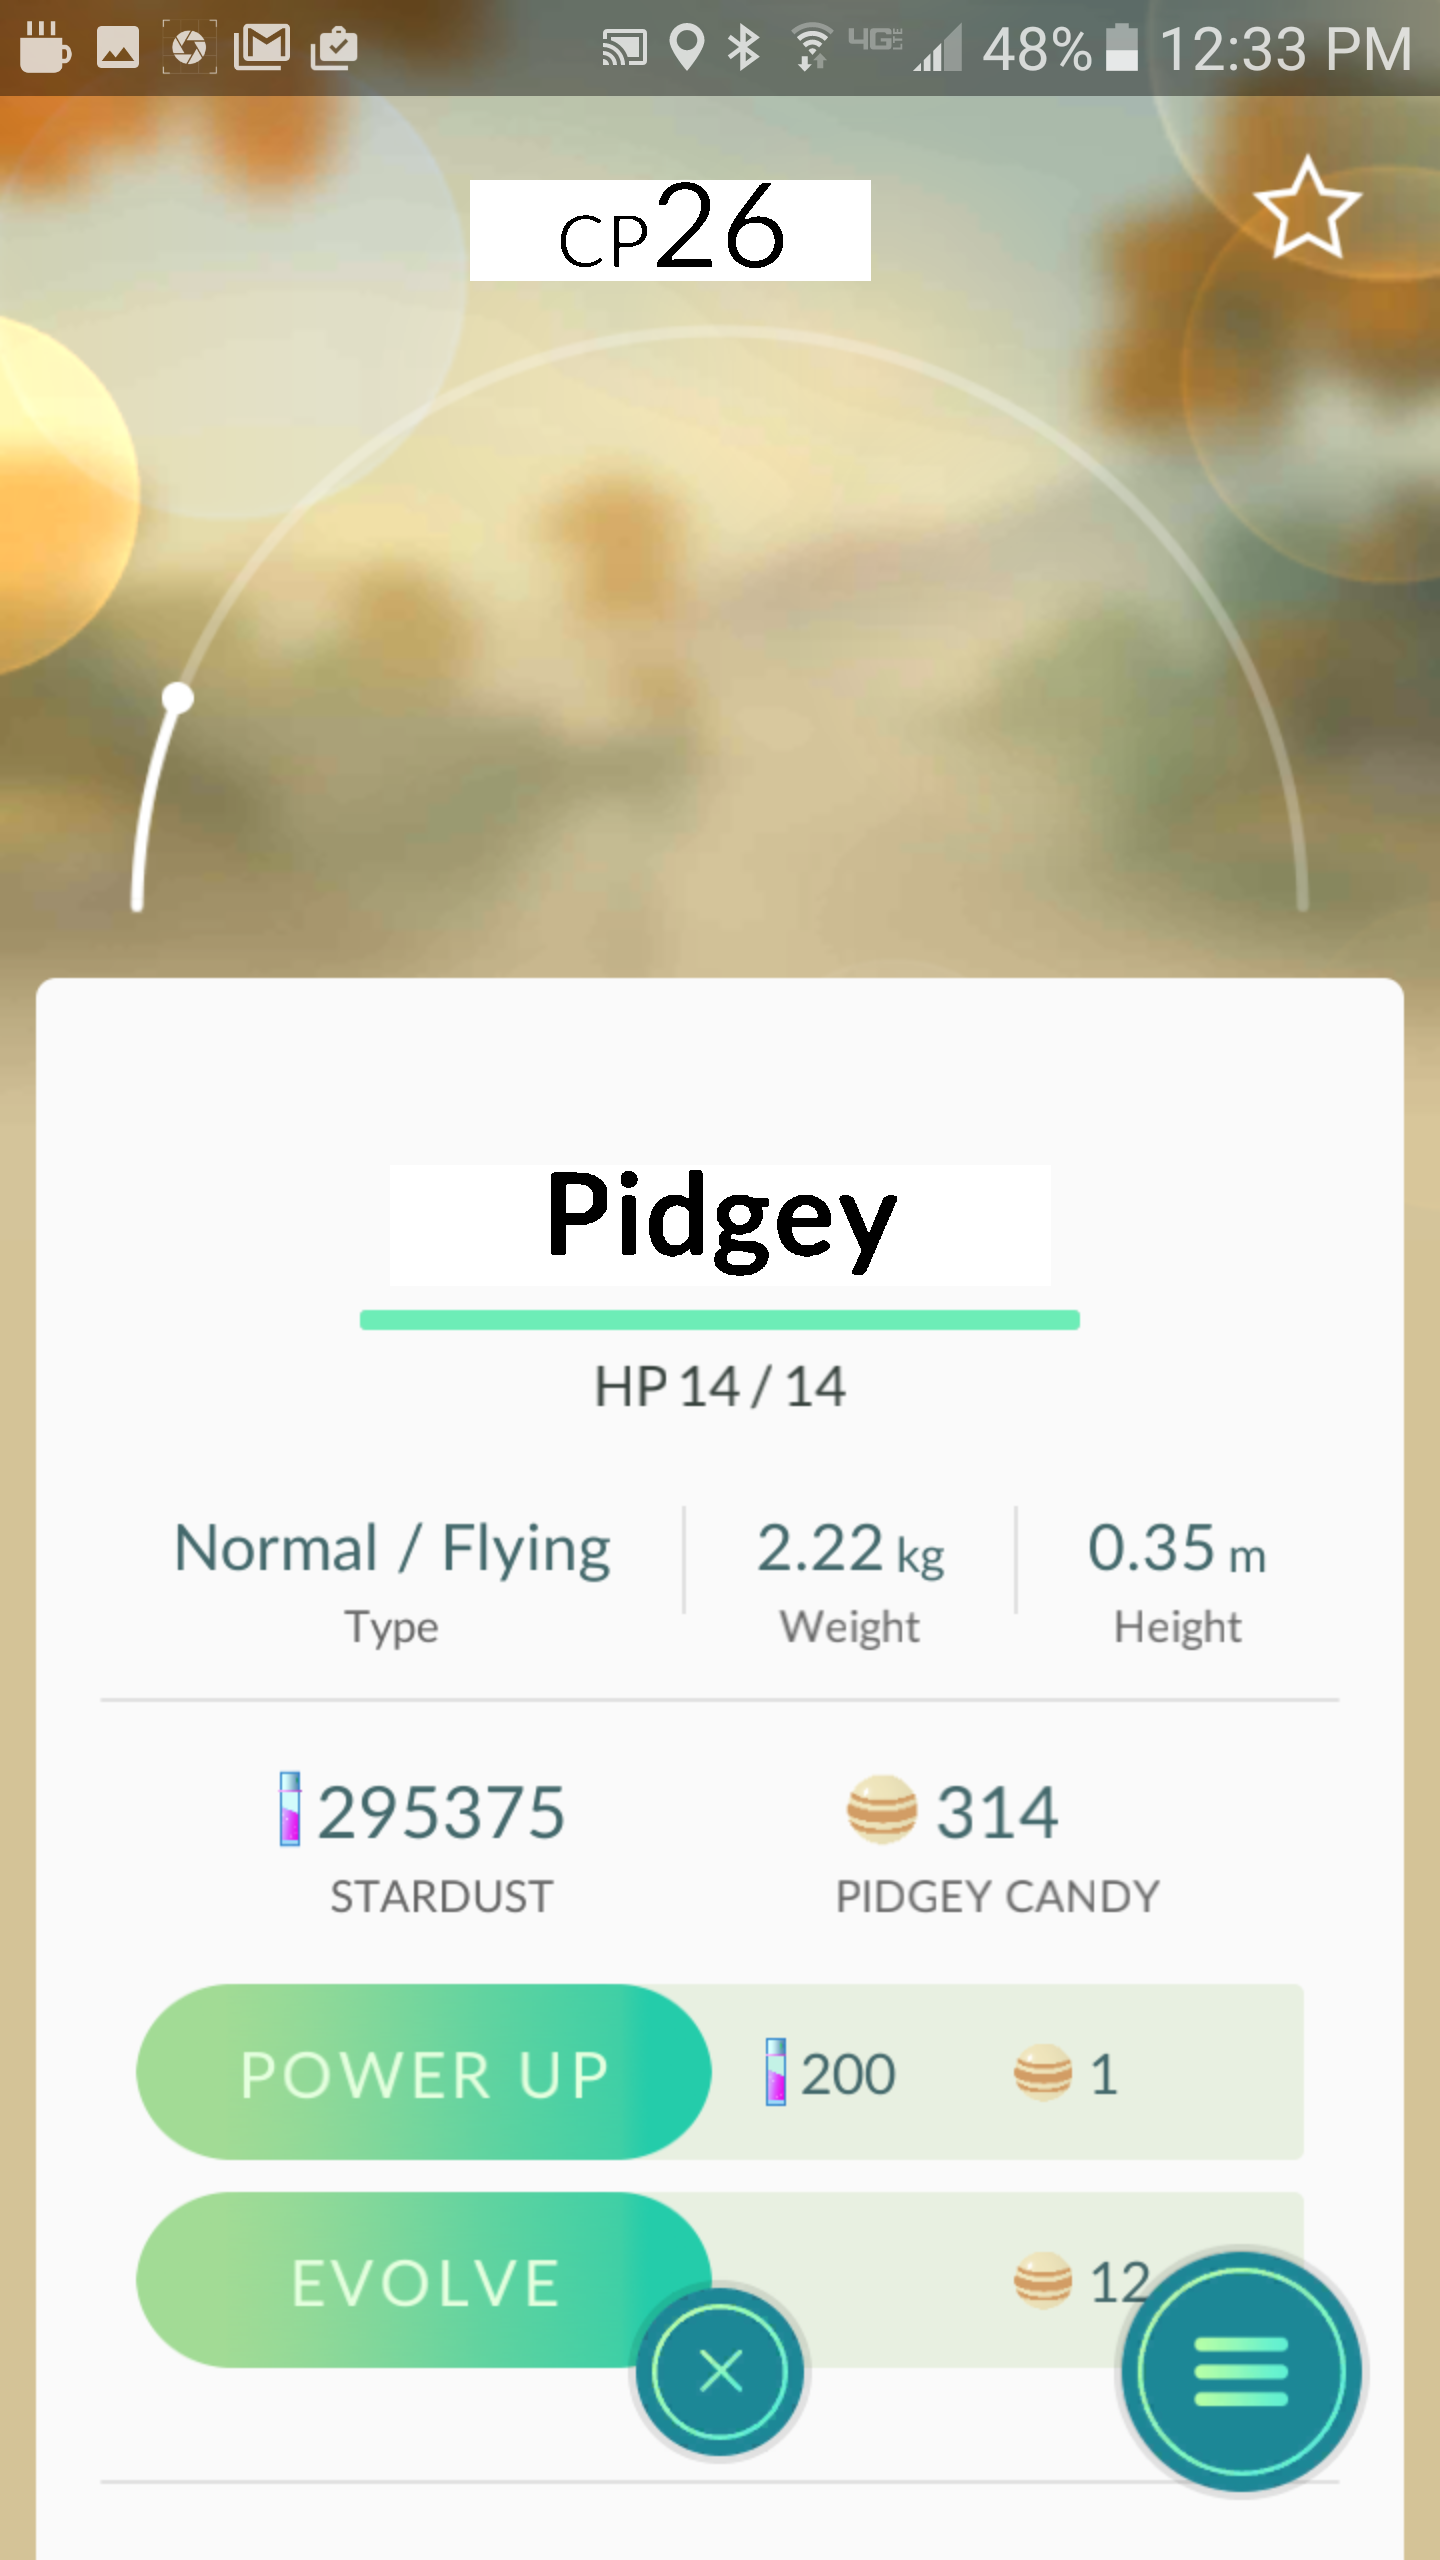 4G LTE 48% 12:33 PM
CP26
Pidgey
HP 14 / 14
Normal / Flying
Type
2.22 kg
Weight
0.35 m
Height
295375
STARDUST
314
PIDGEY CANDY
POWER UP 200 1
EVOLVE 12